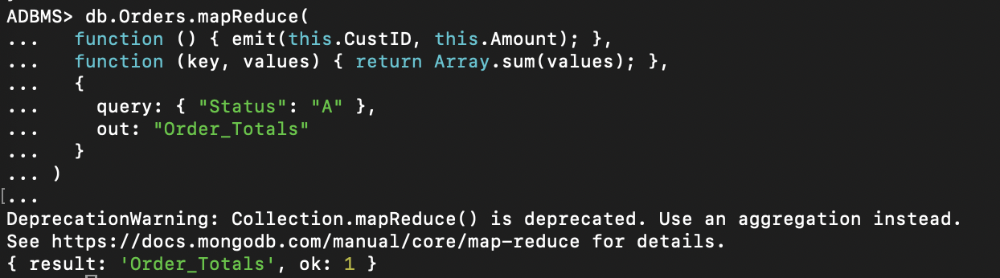 ADBMS> db.Orders.mapReduce(
...   function () { emit(this.CustID, this.Amount); },
...   function (key, values) { return Array.sum(values); },
...   {
...     query: { "Status": "A" },
...     out: "Order_Totals"
...   }
... )
[...
DeprecationWarning: Collection.mapReduce() is deprecated. Use an aggregation instead.
See https://docs.mongodb.com/manual/core/map-reduce for details.
{ result: 'Order_Totals', ok: 1 }